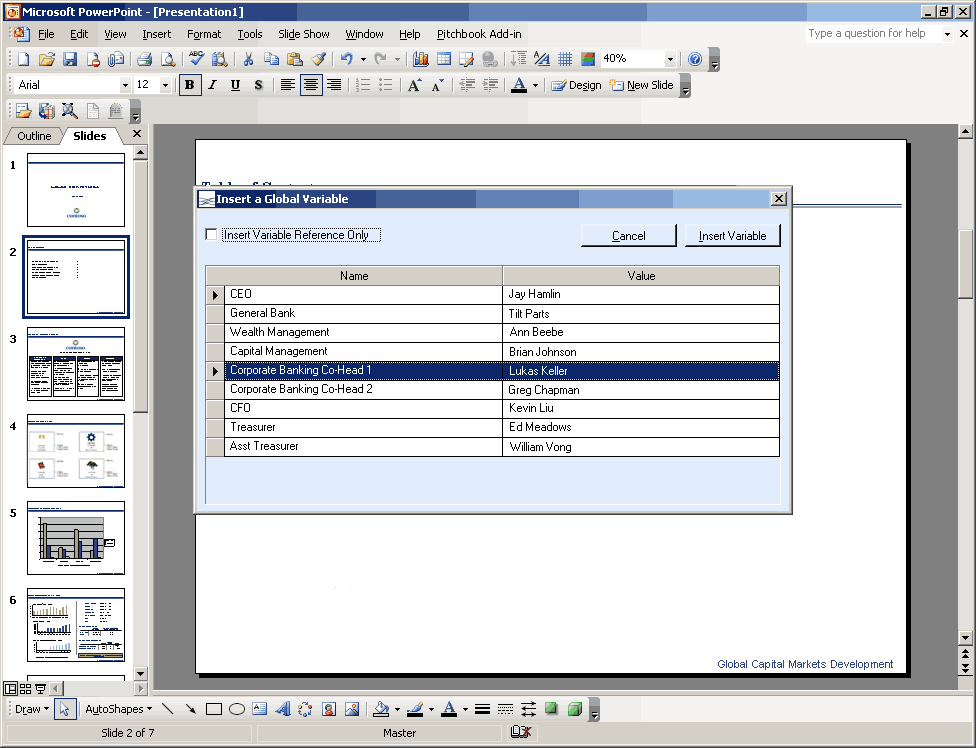 Microsoft PowerPoint - [Presentation1]
File Edit View Insert Format Tools Slide Show Window Help Pitchbook Add-in Type a question for help
40%
Arial 12 B I U S A A A Design New Slide
Outline Slides
1
2
3
4
5
6
Insert a Global Variable
Insert Variable Reference Only Cancel Insert Variable
Name Value
CEO Jay Hamlin
General Bank Tilt Parts
Wealth Management Ann Beebe
Capital Management Brian Johnson
Corporate Banking Co-Head 1 Lukas Keller
Corporate Banking Co-Head 2 Greg Chapman
CFO Kevin Liu
Treasurer Ed Meadows
Asst Treasurer William Vong
Global Capital Markets Development
Draw AutoShapes A A
Slide 2 of 7 Master